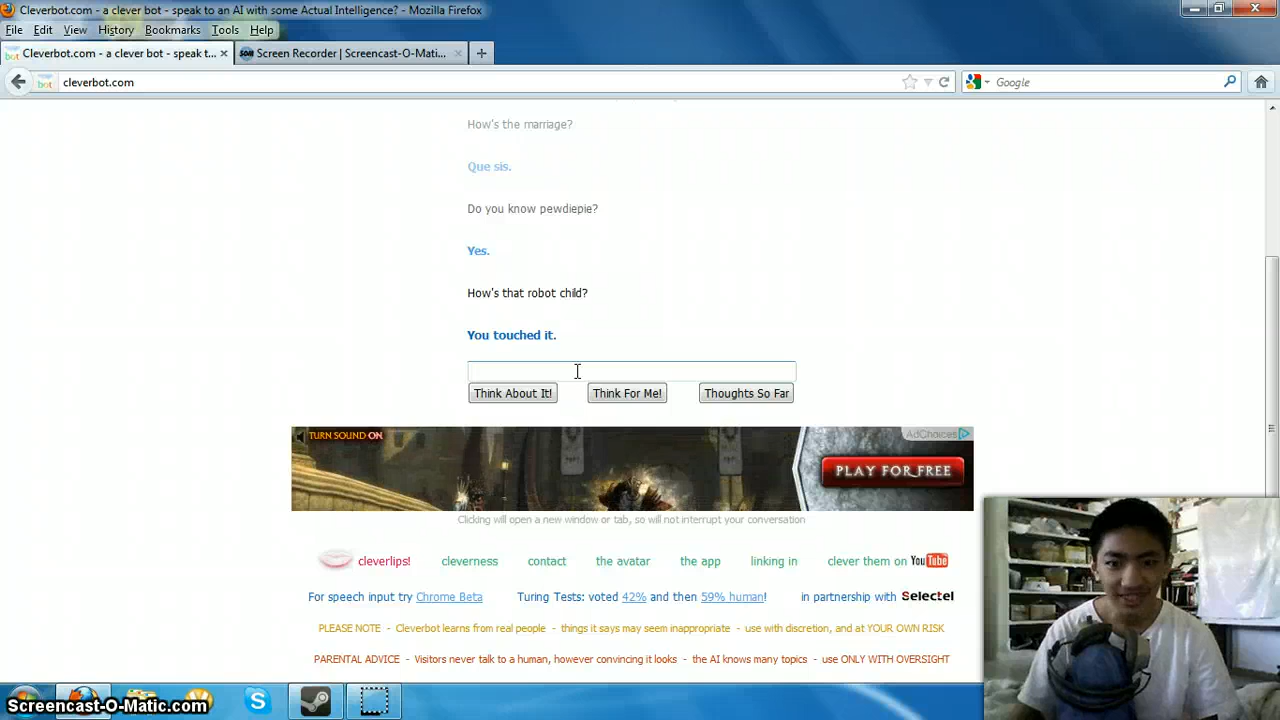 Cleverbot.com - a clever bot - speak to an AI with some Actual Intelligence? - Mozilla Firefox
File Edit View History Bookmarks Tools Help
bot Cleverbot.com - a clever bot - speak t... × SOM Screen Recorder | Screencast-O-Mati... × +
bot cleverbot.com Google
How's the marriage?
Que sis.
Do you know pewdiepie?
Yes.
How's that robot child?
You touched it.
Think About It! Think For Me! Thoughts So Far
TURN SOUND ON AdChoices
PLAY FOR FREE
Clicking will open a new window or tab, so will not interrupt your conversation
cleverlips! cleverness contact the avatar the app linking in clever them on YouTube
For speech input try Chrome Beta Turing Tests: voted 42% and then 59% human! in partnership with Selectel
PLEASE NOTE - Cleverbot learns from real people - things it says may seem inappropriate - use with discretion, and at YOUR OWN RISK
PARENTAL ADVICE - Visitors never talk to a human, however convincing it looks - the AI knows many topics - use ONLY WITH OVERSIGHT
Screencast-O-Matic.com